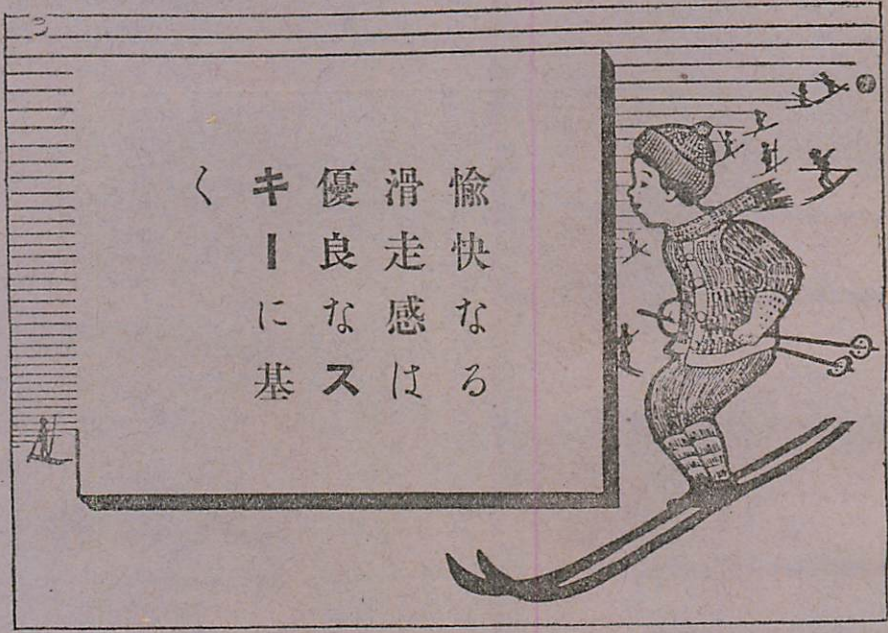 愉快なる
滑走感は
優良なス
キーに基
く